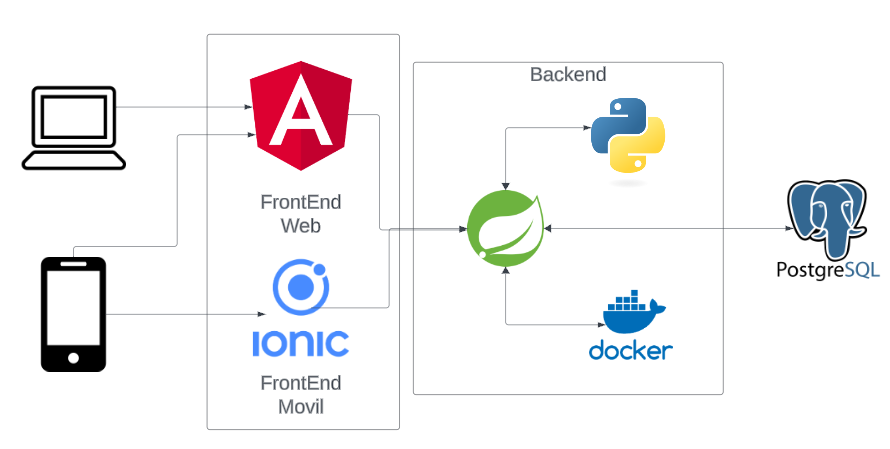 Backend
FrontEnd
Web
IONIC
FrontEnd
Movil
docker
PostgreSQL